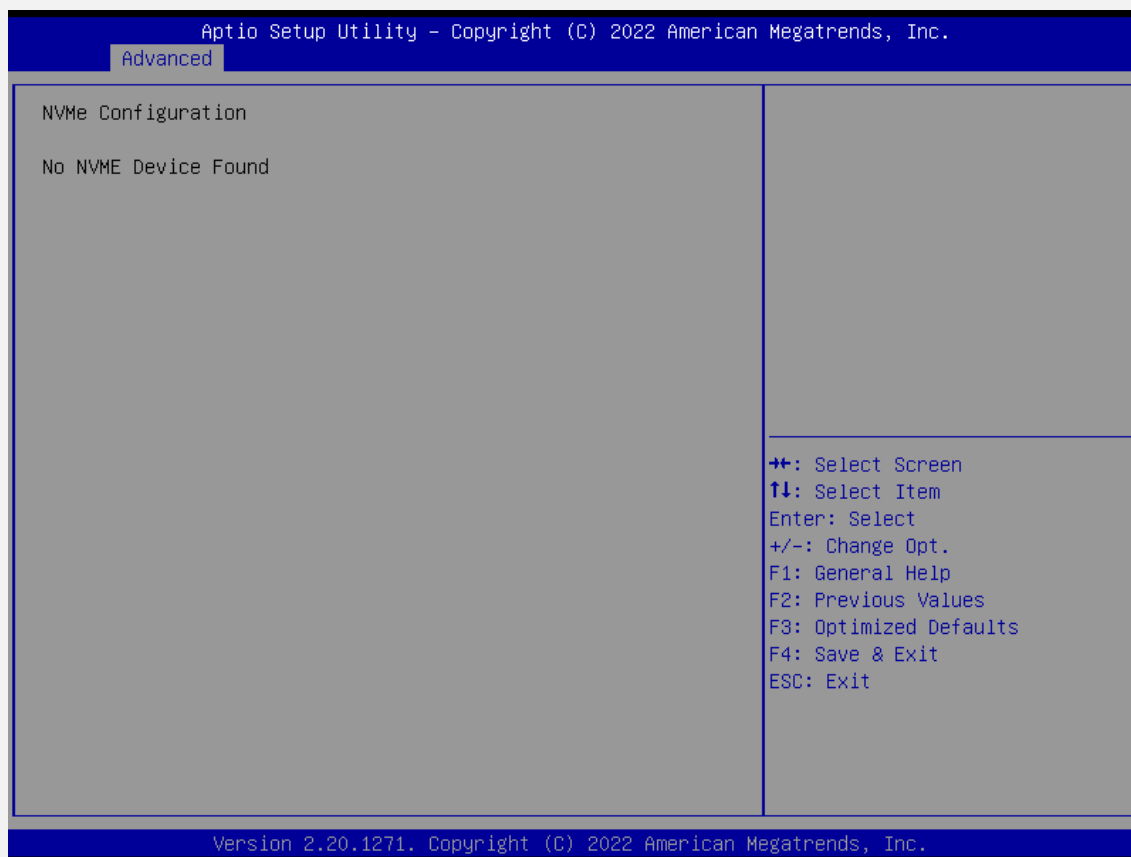 Aptio Setup Utility – Copyright (C) 2022 American Megatrends, Inc.
Advanced
NVMe Configuration
No NVME Device Found
→←: Select Screen
↑↓: Select Item
Enter: Select
+/-: Change Opt.
F1: General Help
F2: Previous Values
F3: Optimized Defaults
F4: Save & Exit
ESC: Exit
Version 2.20.1271. Copyright (C) 2022 American Megatrends, Inc.